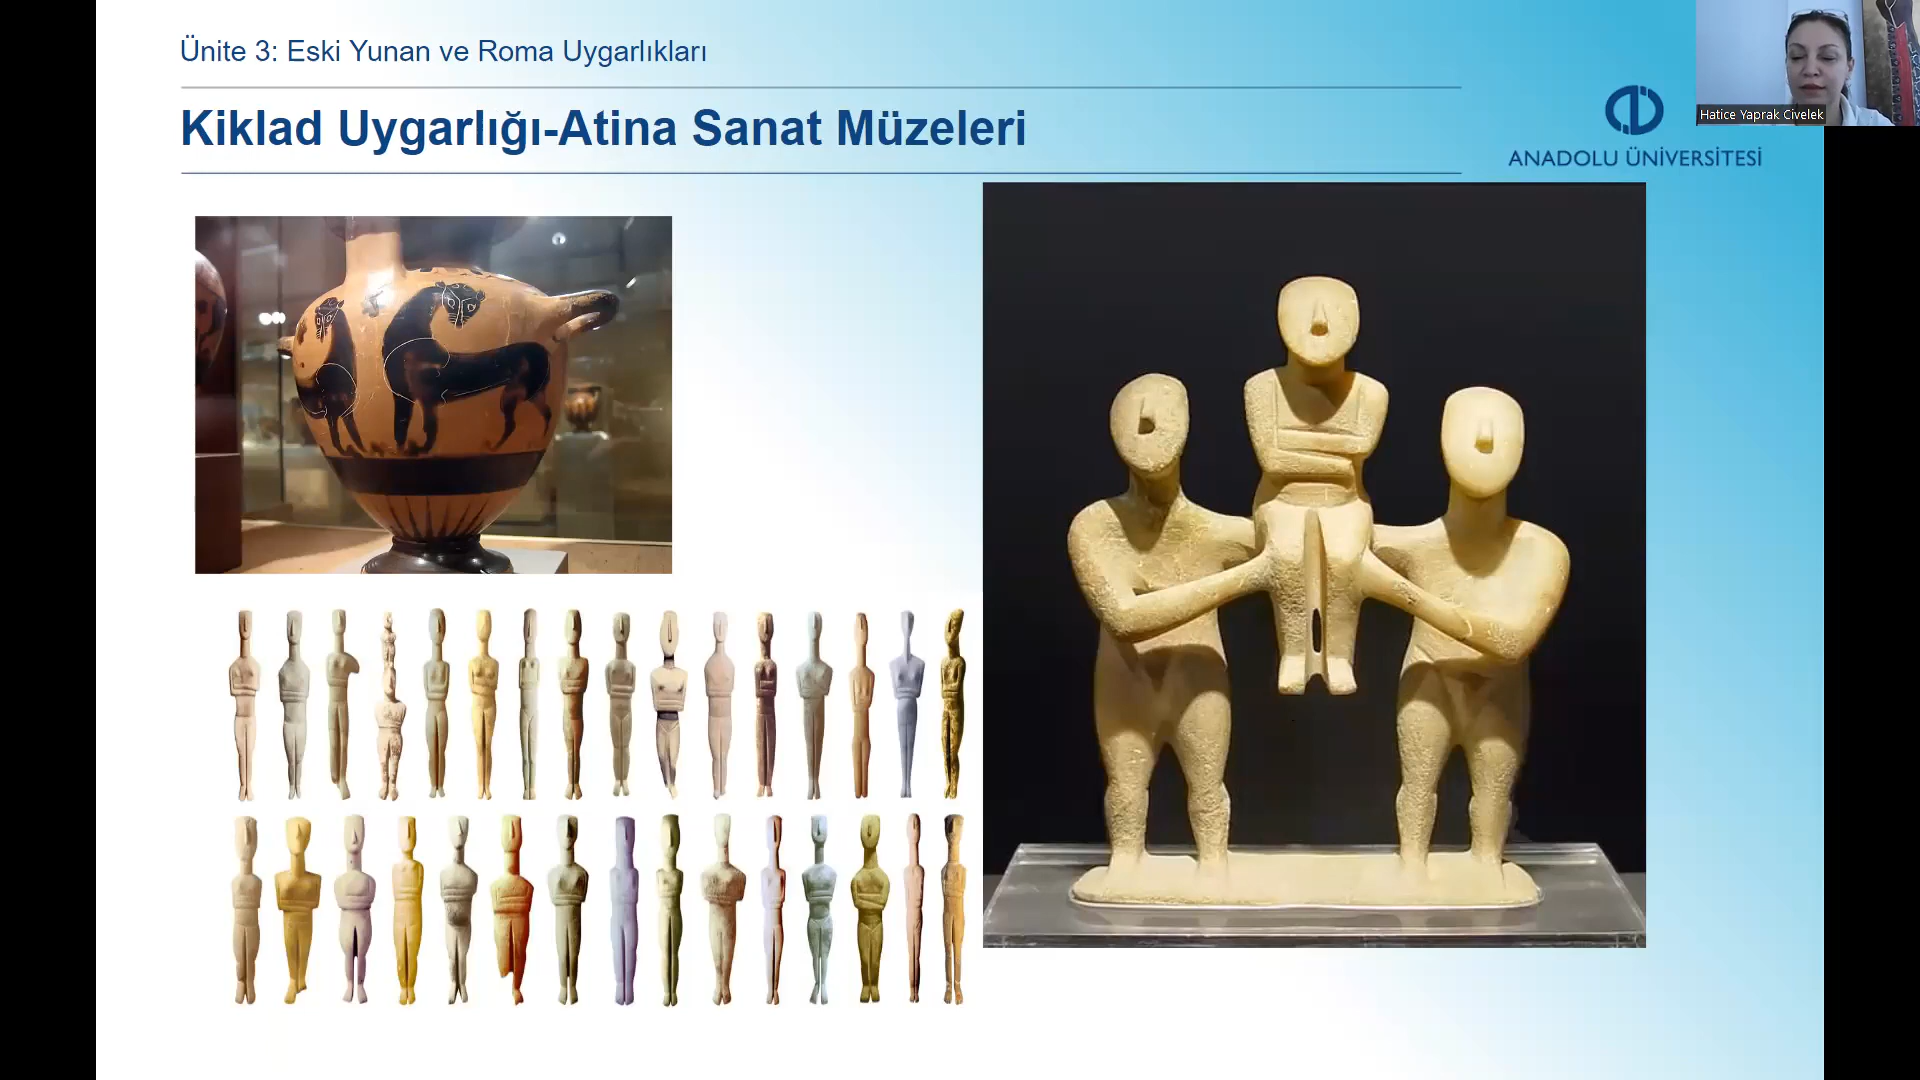 Ünite 3: Eski Yunan ve Roma Uygarlıkları
Kiklad Uygarlığı-Atina Sanat Müzeleri
ANADOLU ÜNİVERSİTESİ
Hatice Yaprak Civelek